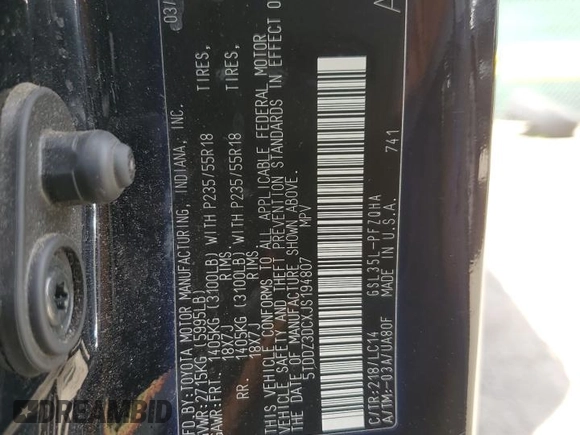 03/
MFD.BY:TOYOTA MOTOR MANUFACTURING, INDIANA, INC.
GVWR:2715KG (5995LB)
GAWR:FRT. 1405KG (3100LB) WITH P235/55R18 TIRES,
18X7J RIMS
RR. 1405KG (3100LB) WITH P235/55R18 TIRES,
18X7J RIMS
THIS VEHICLE CONFORMS TO ALL APPLICABLE FEDERAL MOTOR
VEHICLE SAFETY AND THEFT PREVENTION STANDARDS IN EFFECT ON
THE DATE OF MANUFACTURE SHOWN ABOVE.
MPV
C/TR:218/LC14 GSL35L-PFZQHA
A/TM:-03A/UA80F MADE IN U.S.A.
741
A
DREAMBID